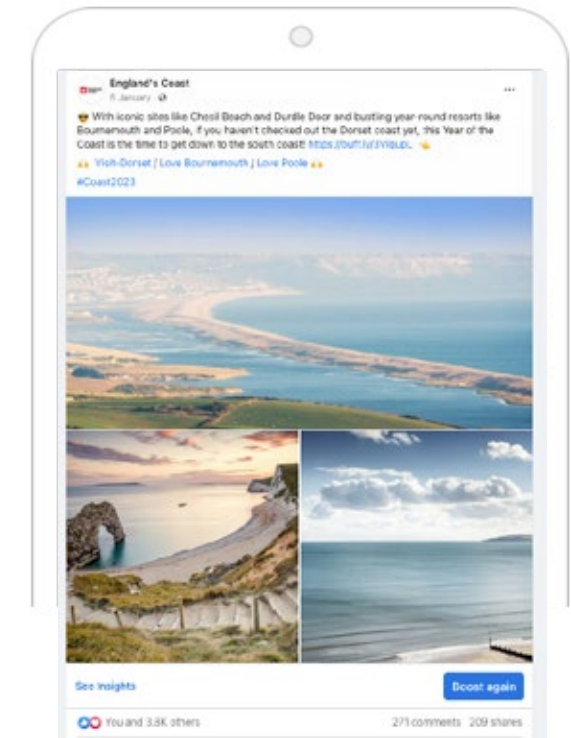 England's Coast
5 January
😎 With iconic sites like Chesil Beach and Durdle Door and bustling year-round resorts like
Bournemouth and Poole, if you haven't checked out the Dorset coast yet, this Year of the
Coast is the time to get down to the south coast!
🙌 Visit-Dorset / Love Bournemouth / Love Poole 🙌
#Coast2023
See Insights
Boost again
You and 3.8K others
271 comments 209 shares